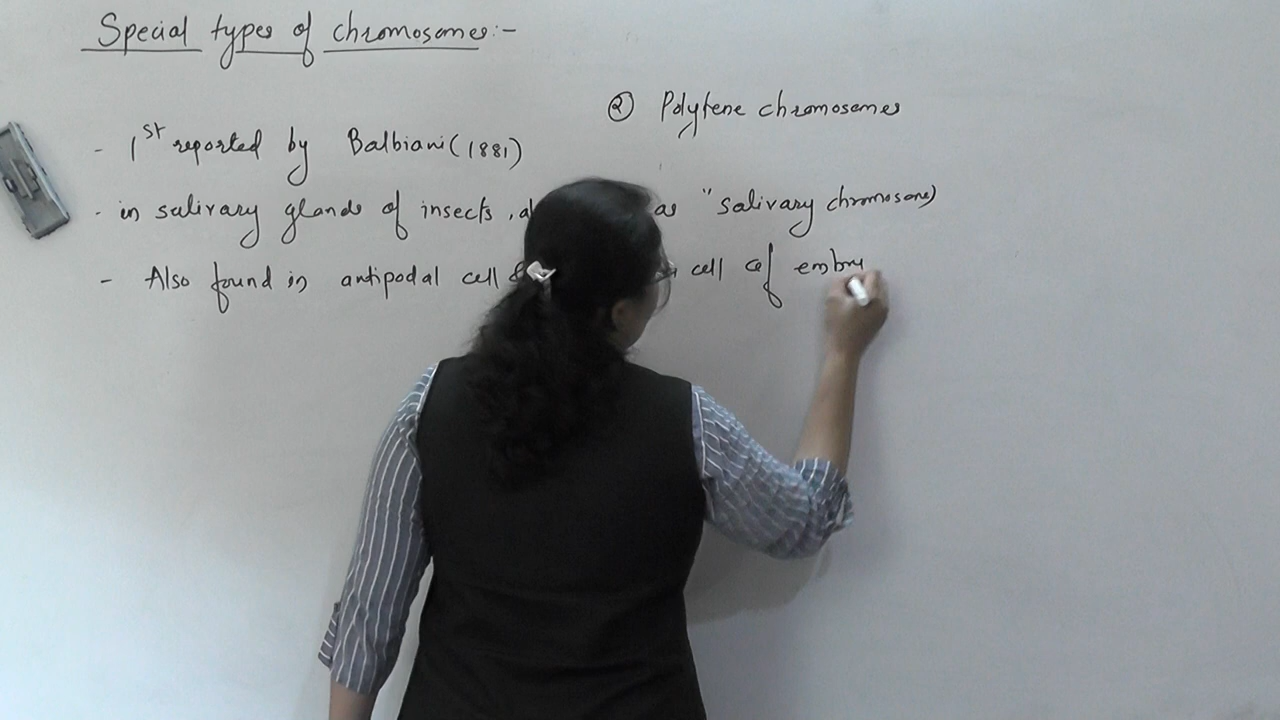 Special types of chromosomes:-
② Polytene chromosomes
- 1st reported by Balbiani (1881)
- in salivary glands of insects, as "salivary chromosome)
- Also found in antipodal cell & cell of embry